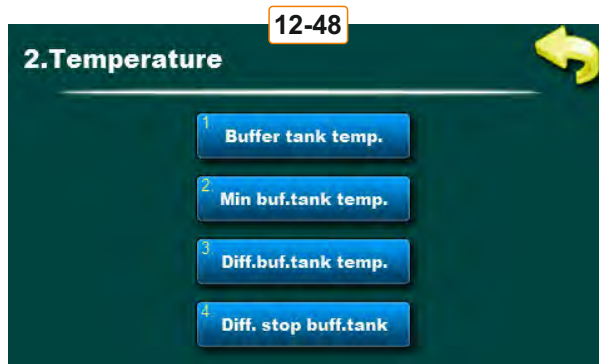 12-48
2.Temperature
1
Buffer tank temp.
2.
Min buf.tank temp.
3
Diff.buf.tank temp.
4.
Diff. stop buff.tank